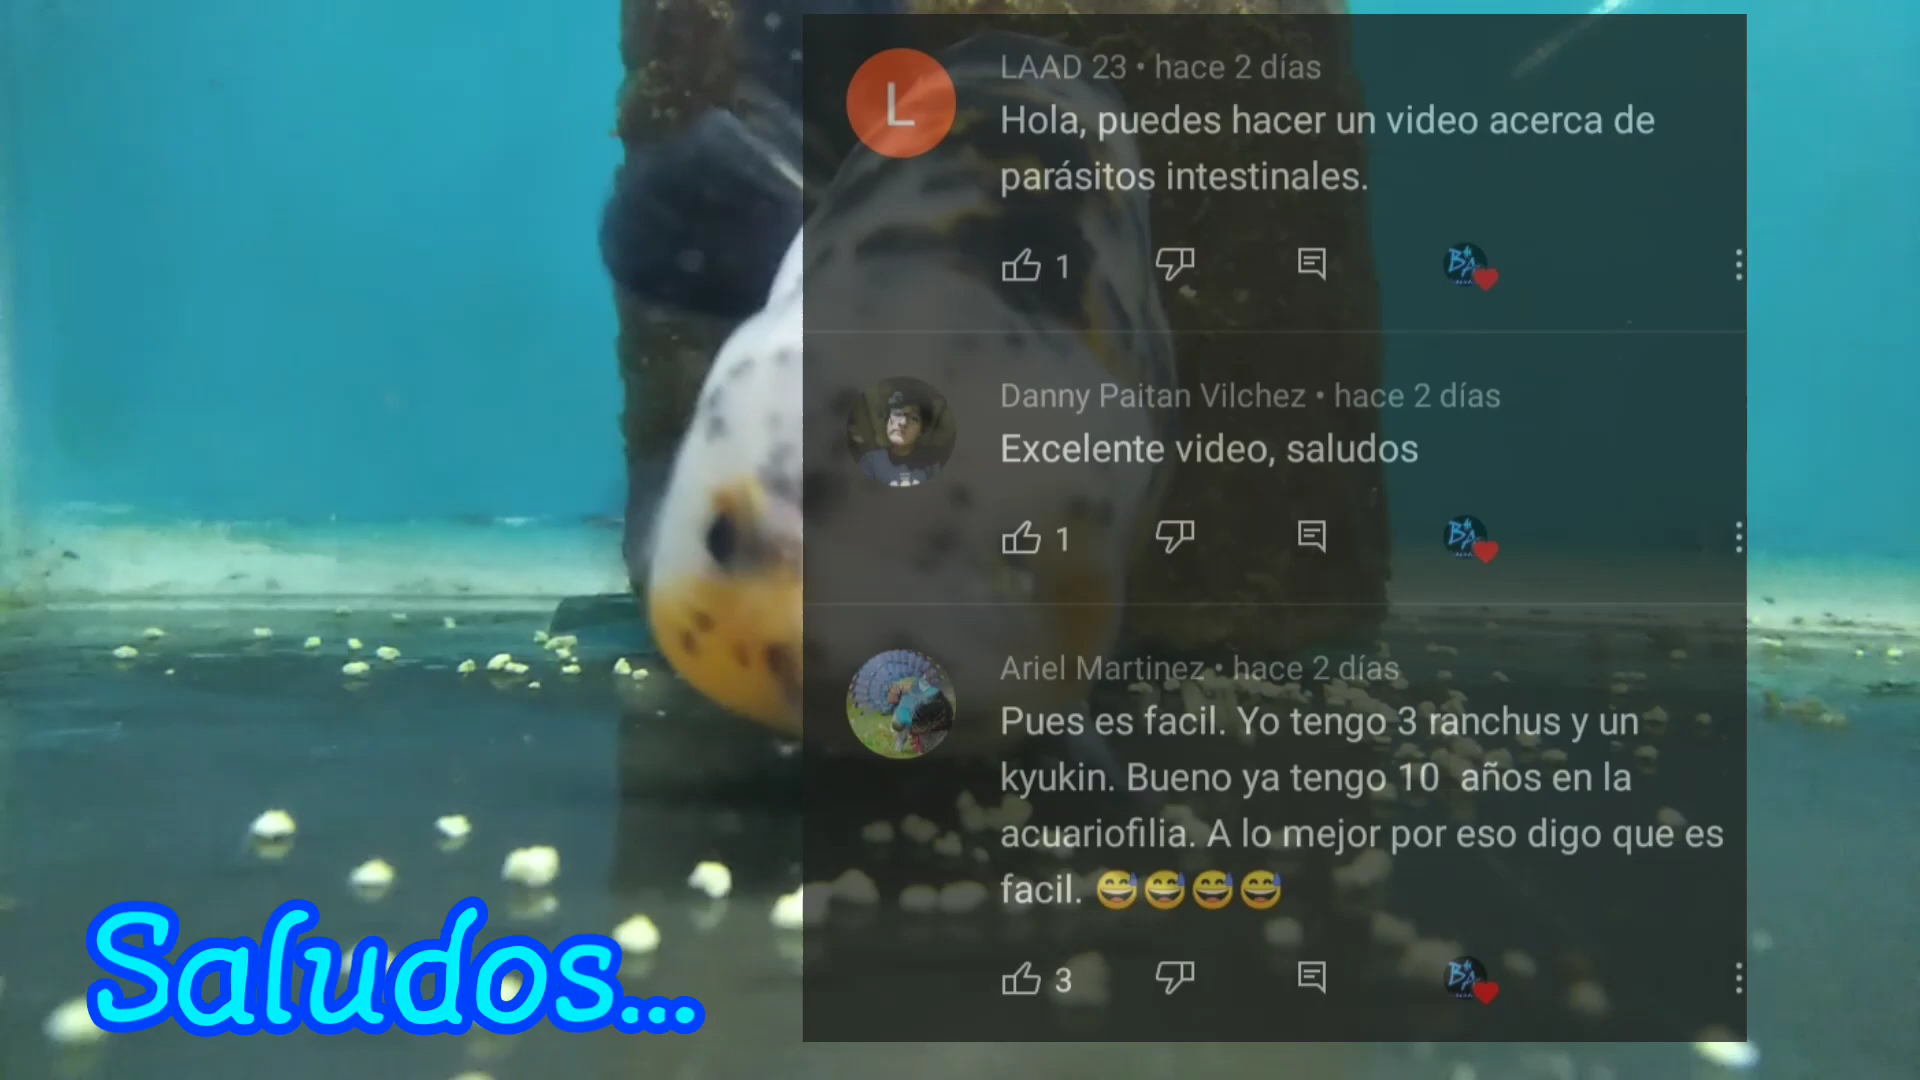 L
LAAD 23 • hace 2 días
Hola, puedes hacer un video acerca de
parásitos intestinales.
1
BA
Danny Paitan Vilchez • hace 2 días
Excelente video, saludos
1
BA
Ariel Martinez • hace 2 días
Pues es facil. Yo tengo 3 ranchus y un
kyukin. Bueno ya tengo 10 años en la
acuariofilia. A lo mejor por eso digo que es
facil. 😅😅😅😅
3
BA
Saludos...